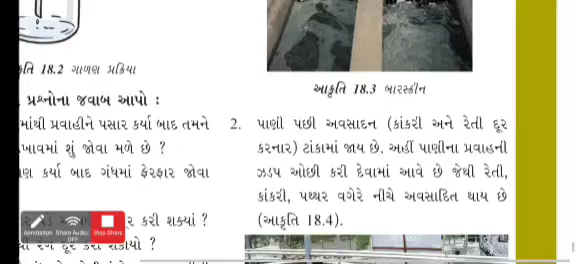 કૃતિ 18.2 ગાળણ પ્રક્રિયા
પ્રશ્નોના જવાબ આપો :
માંથી પ્રવાહીને પસાર કર્યા બાદ તમને
ખાવમાં શું જોવા મળે છે ?
ણ કર્યા બાદ ગંધમાં ફેરફાર જોવા
ર કરી શક્યાં ?
રંગ દૂર કરી શકાયો ?
Annotation
Share Audio
OFF
Stop Share
આકૃતિ 18.3 બારસ્ક્રીન
2. પાણી પછી અવસાદન (કાંકરી અને રેતી દૂર
કરનાર) ટાંકામાં જાય છે. અહીં પાણીના પ્રવાહની
ઝડપ ઓછી કરી દેવામાં આવે છે જેથી રેતી,
કાંકરી, પથ્થર વગેરે નીચે અવસાદિત થાય છે
(આકૃતિ 18.4).